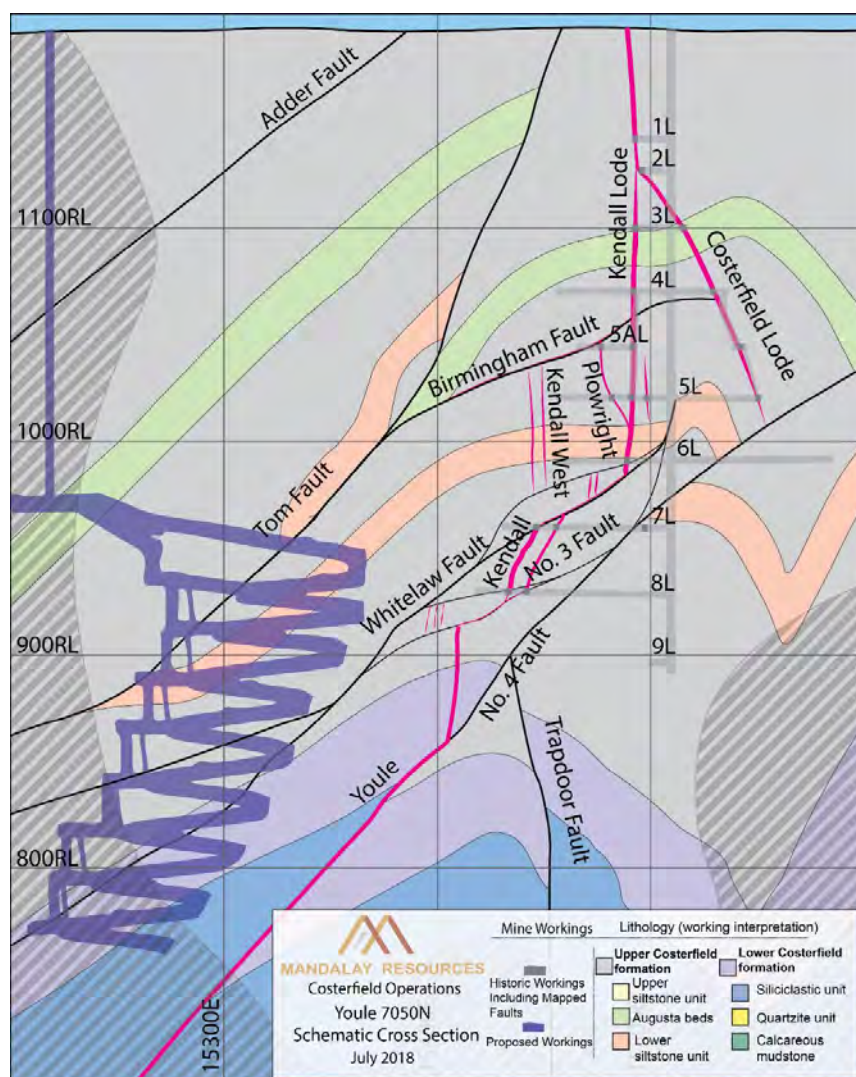 Adder Fault
1L
2L
Kendall Lode
1100RL
3L
Costerfield Lode
4L
Birmingham Fault
5AL
Kendall West
Plowright
5L
1000RL
6L
Tom Fault
7L
Whitelaw Fault
Kendall
No. 3 Fault
8L
900RL
9L
No. 4 Fault
Trapdoor Fault
Youle
800RL
15300E
MANDALAY RESOURCES
Costerfield Operations
Youle 7050N
Schematic Cross Section
July 2018
Mine Workings
Historic Workings
Including Mapped
Faults
Proposed Workings
Lithology (working interpretation)
Upper Costerfield
formation
Upper
siltstone unit
Augusta beds
Lower
siltstone unit
Lower Costerfield
formation
Siliciclastic unit
Quartzite unit
Calcareous
mudstone